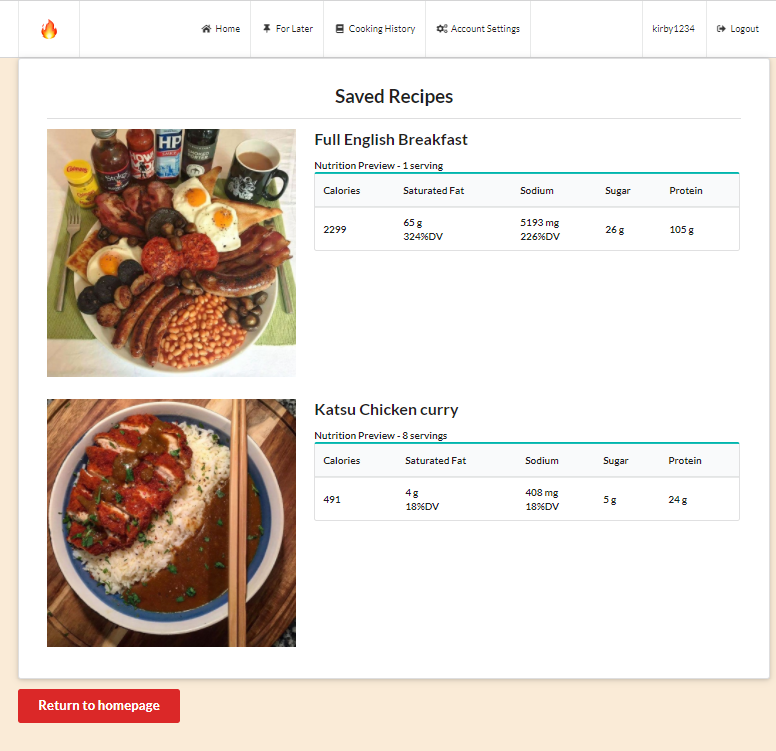 Home
For Later
Cooking History
Account Settings
kirby1234
Logout
Saved Recipes
Full English Breakfast
Nutrition Preview - 1 serving
Calories Saturated Fat Sodium Sugar Protein
2299 65 g 5193 mg 26 g 105 g
324%DV 226%DV
HP
Katsu Chicken curry
Nutrition Preview - 8 servings
Calories Saturated Fat Sodium Sugar Protein
491 4 g 408 mg 5 g 24 g
18%DV 18%DV
Return to homepage